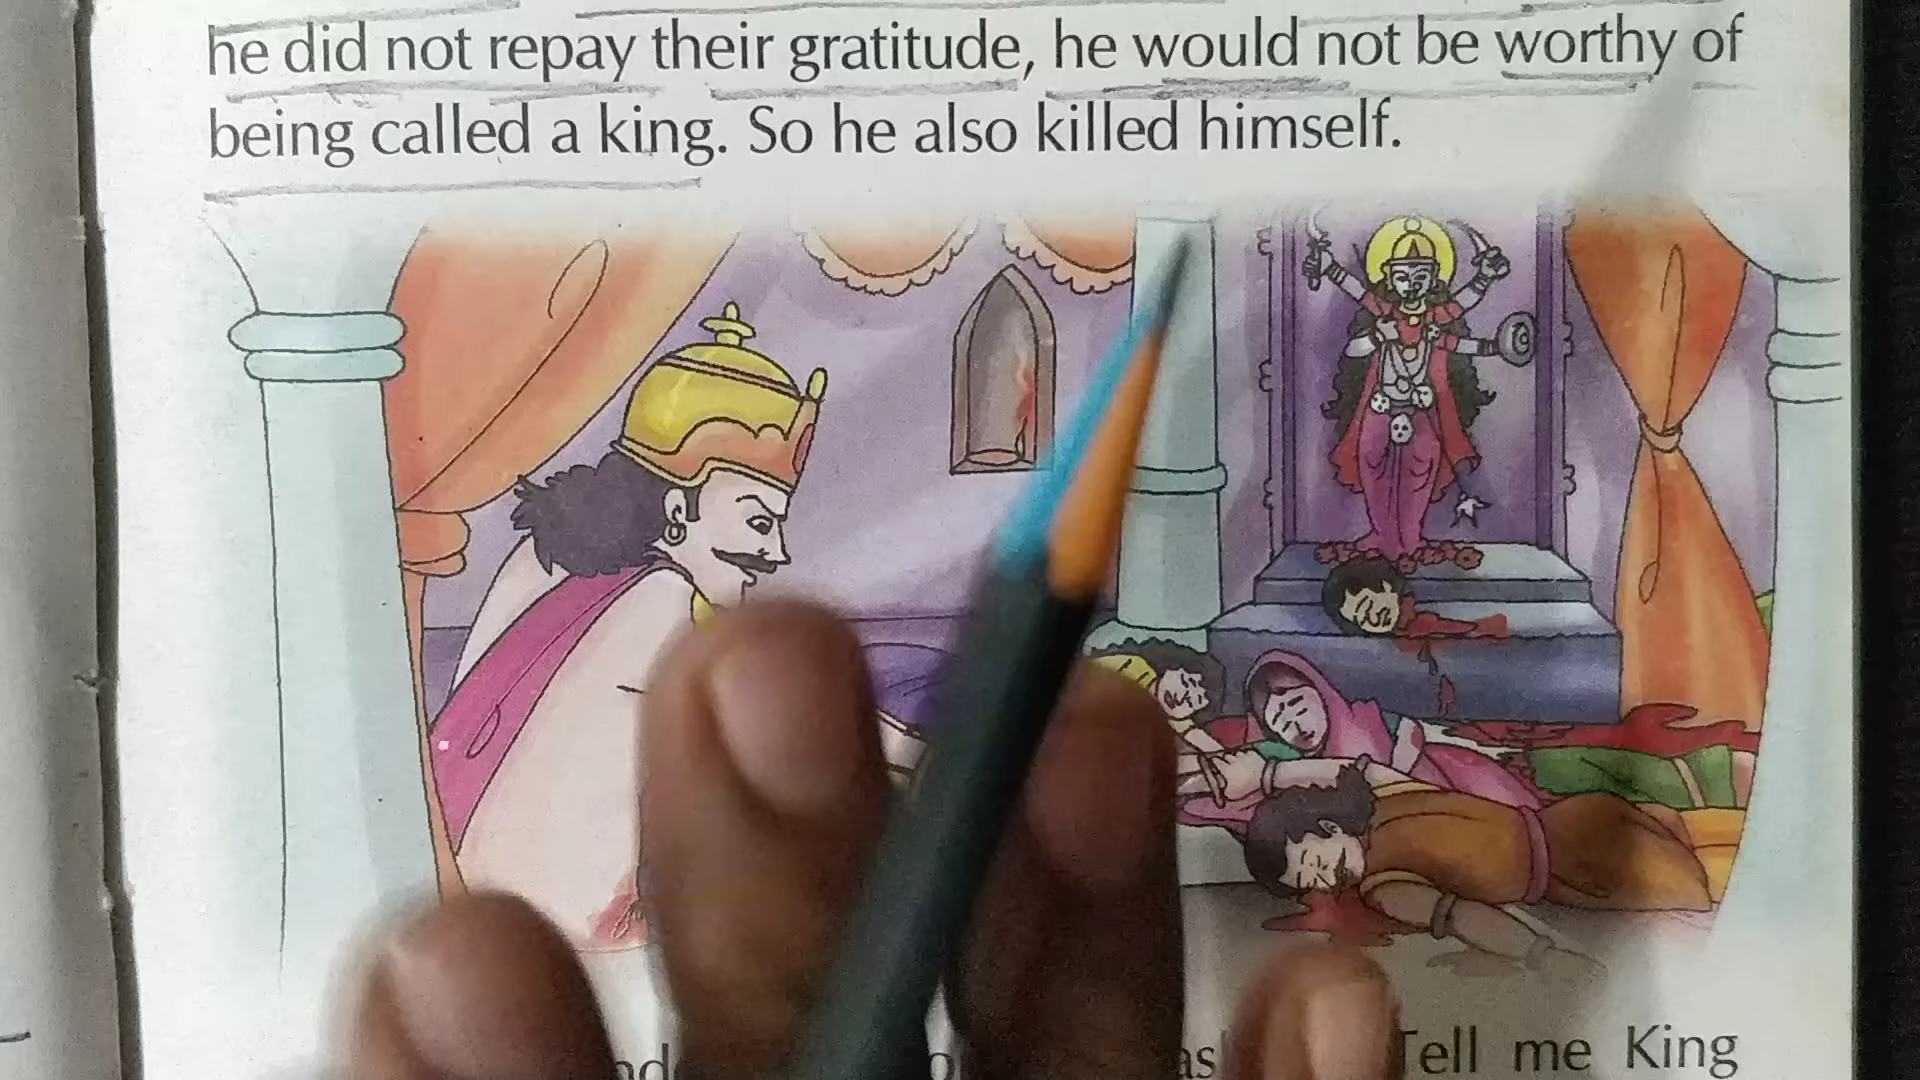 he did not repay their gratitude, he would not be worthy of
being called a king. So he also killed himself.
Tell me King